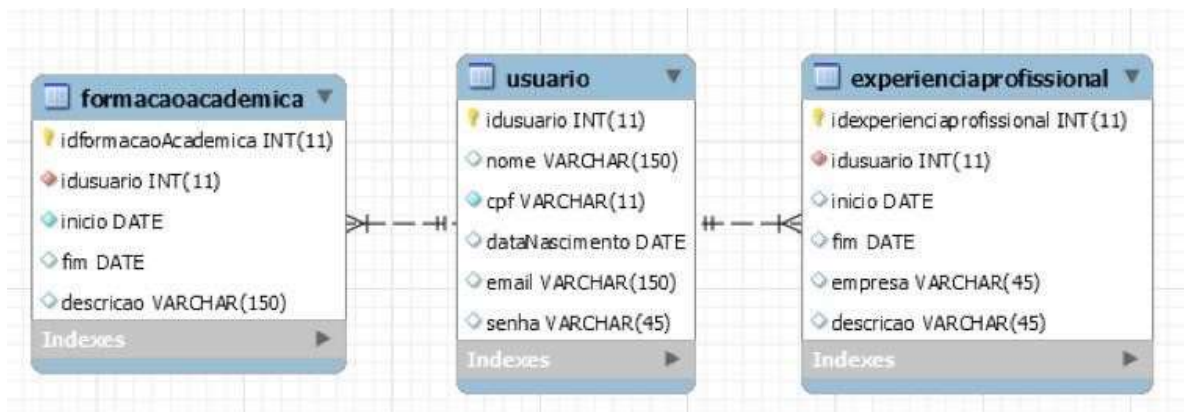 formacaoacademica
idformacaoAcademica INT(11)
idusuario INT(11)
inicio DATE
fim DATE
descricao VARCHAR(150)
Indexes
usuario
idusuario INT(11)
nome VARCHAR(150)
cpf VARCHAR(11)
dataNascimento DATE
email VARCHAR(150)
senha VARCHAR(45)
Indexes
experienciaprofissional
idexperienciaprofissional INT(11)
idusuario INT(11)
inicio DATE
fim DATE
empresa VARCHAR(45)
descricao VARCHAR(45)
Indexes